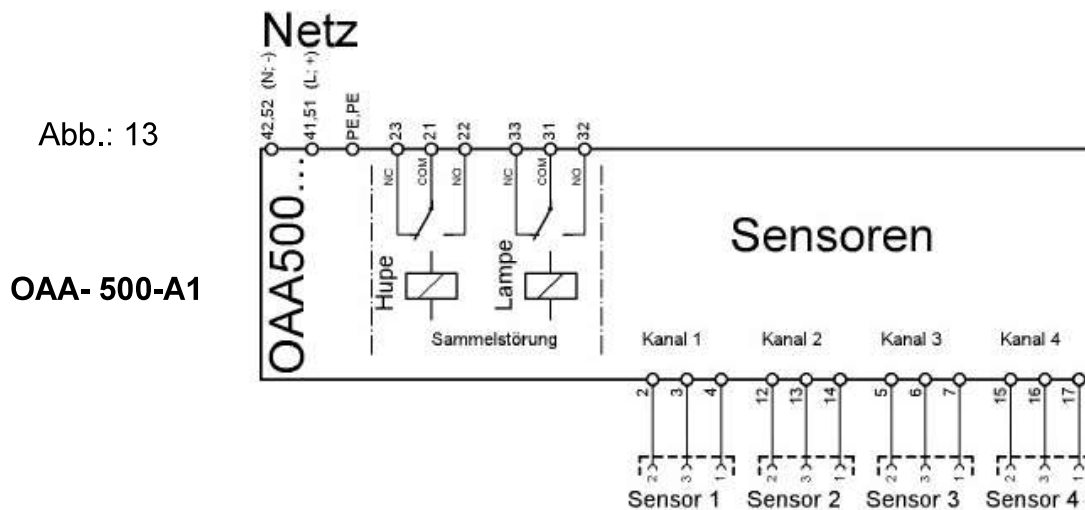 Netz
42,52 (N; -)
41,51 (L; +)
PE,PE
23
21
22
33
31
32
Abb.: 13
NC
COM
NO
NC
COM
NO
OAA500...
OAA- 500-A1
Hupe
Lampe
Sammelstörung
Sensoren
Kanal 1
Kanal 2
Kanal 3
Kanal 4
2
3
4
12
13
14
5
6
7
15
16
17
2
3
1
2
3
1
2
3
1
2
3
1
Sensor 1
Sensor 2
Sensor 3
Sensor 4